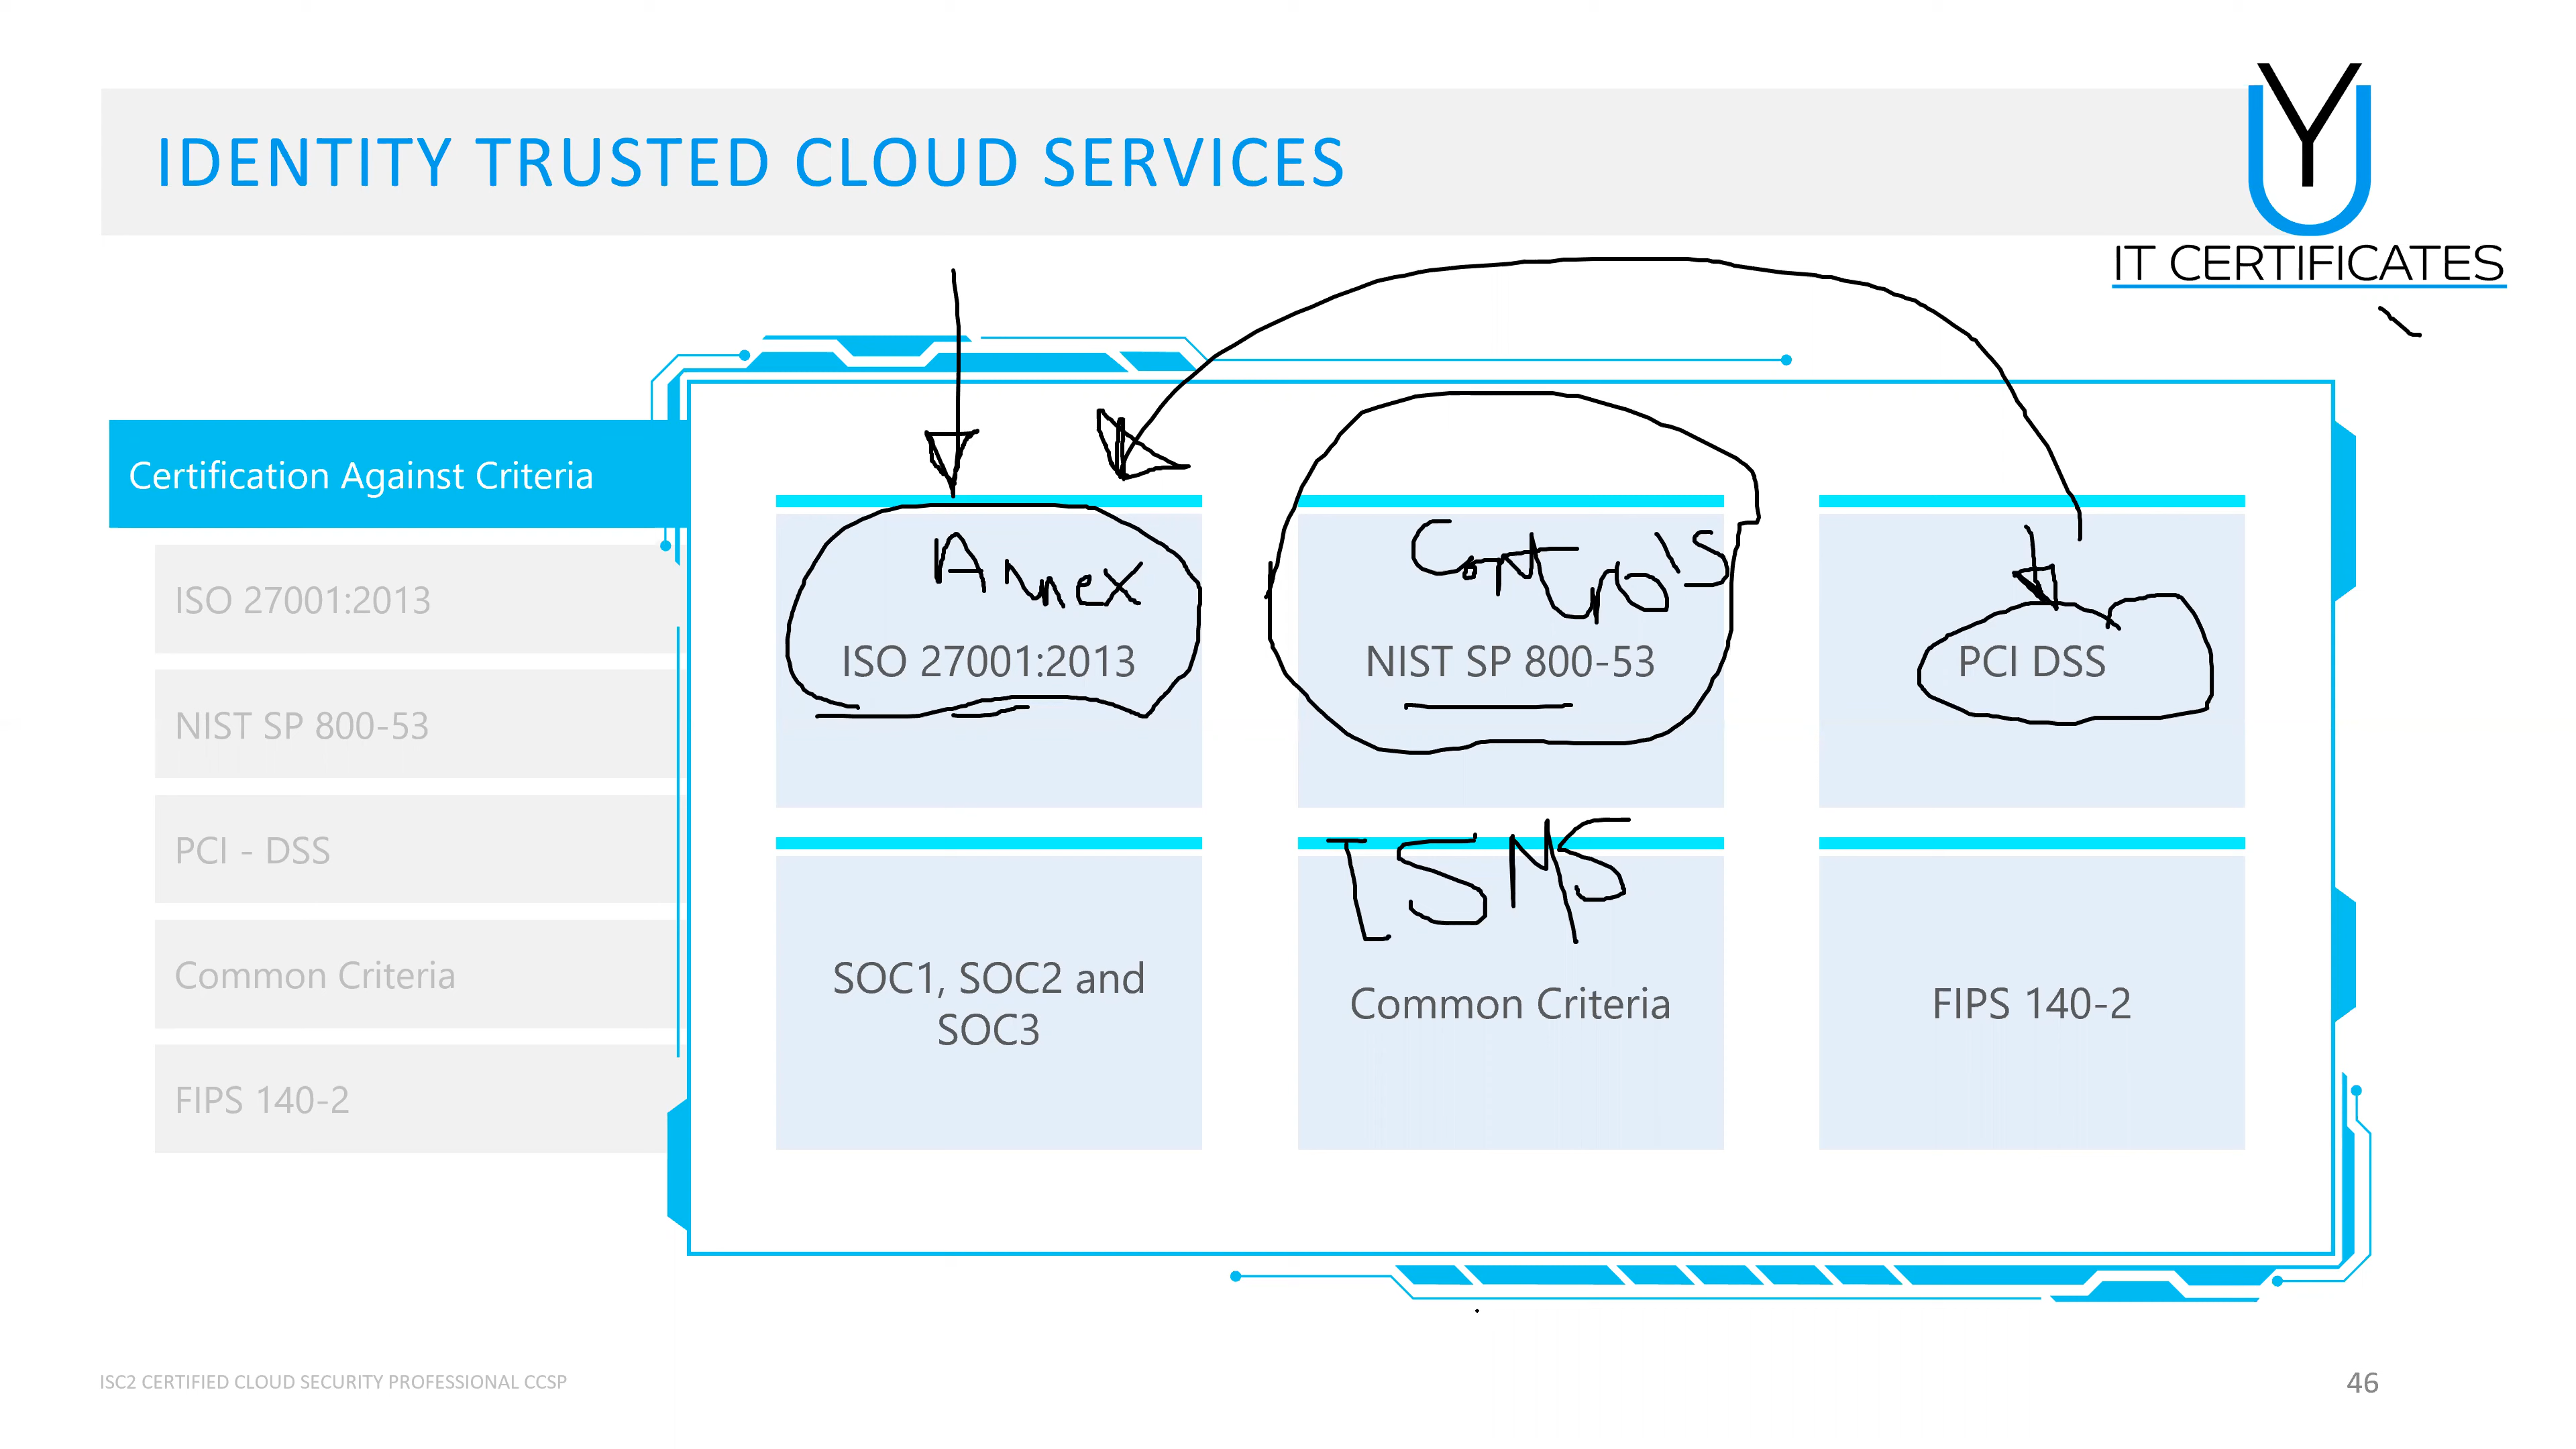 IDENTITY TRUSTED CLOUD SERVICES
Y
IT CERTIFICATES
Certification Against Criteria
ISO 27001:2013
NIST SP 800-53
PCI - DSS
Common Criteria
FIPS 140-2
Annex
ISO 27001:2013
Controls
NIST SP 800-53
PCI DSS
SOC1, SOC2 and
SOC3
ISMS
Common Criteria
FIPS 140-2
ISC2 CERTIFIED CLOUD SECURITY PROFESSIONAL CCSP
46